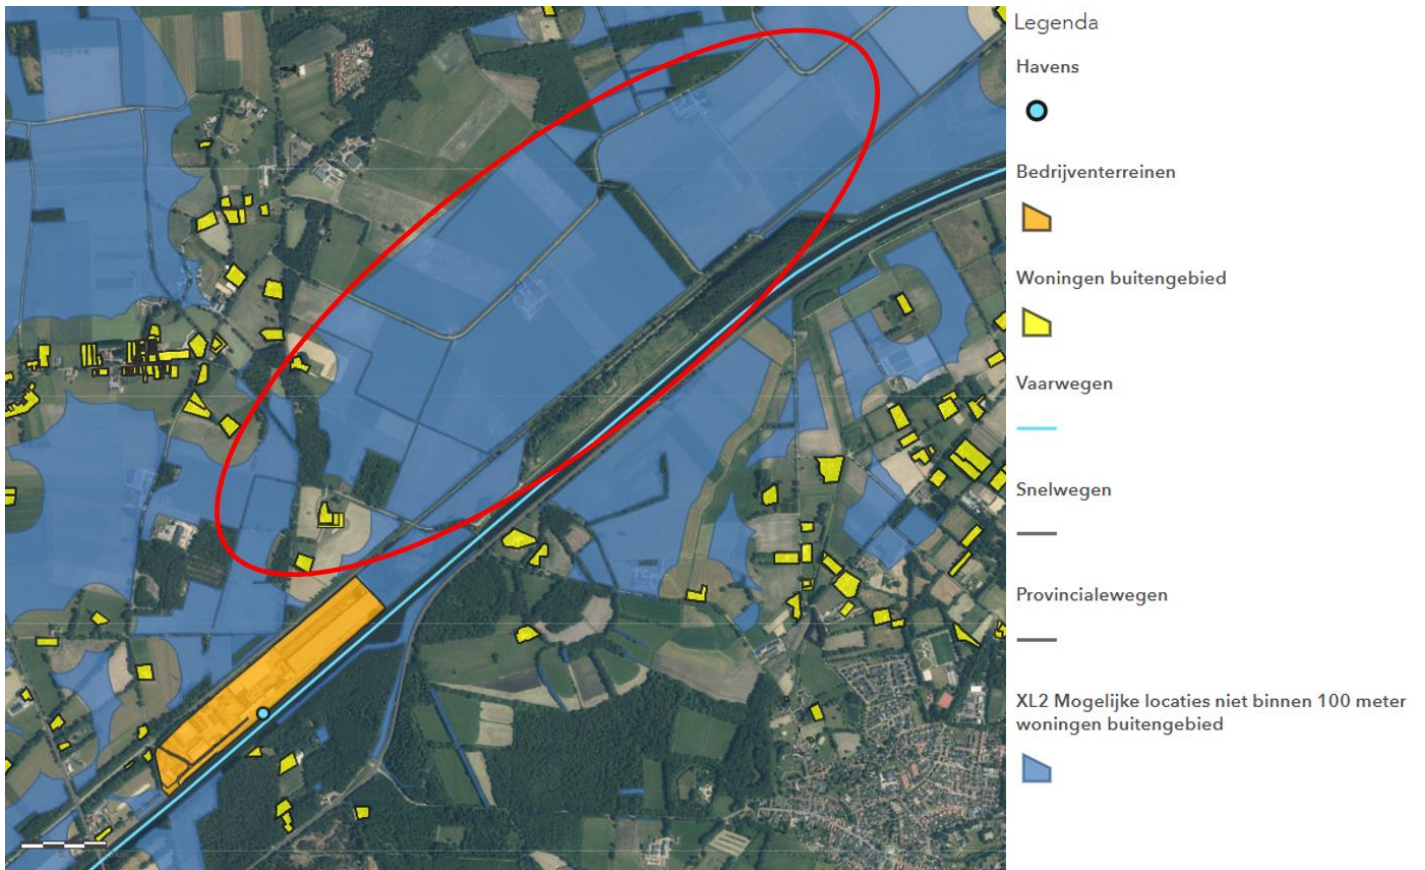 Legenda
Havens
Bedrijventerreinen
Woningen buitengebied
Vaarwegen
Snelwegen
Provincialewegen
XL2 Mogelijke locaties niet binnen 100 meter
woningen buitengebied